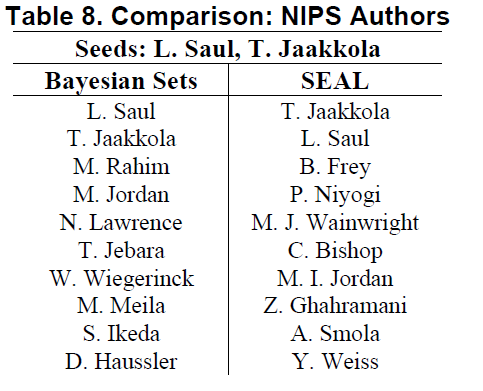 Table 8. Comparison: NIPS Authors
Seeds: L. Saul, T. Jaakkola
Bayesian Sets SEAL
L. Saul T. Jaakkola
T. Jaakkola L. Saul
M. Rahim B. Frey
M. Jordan P. Niyogi
N. Lawrence M. J. Wainwright
T. Jebara C. Bishop
W. Wiegerinck M. I. Jordan
M. Meila Z. Ghahramani
S. Ikeda A. Smola
D. Haussler Y. Weiss